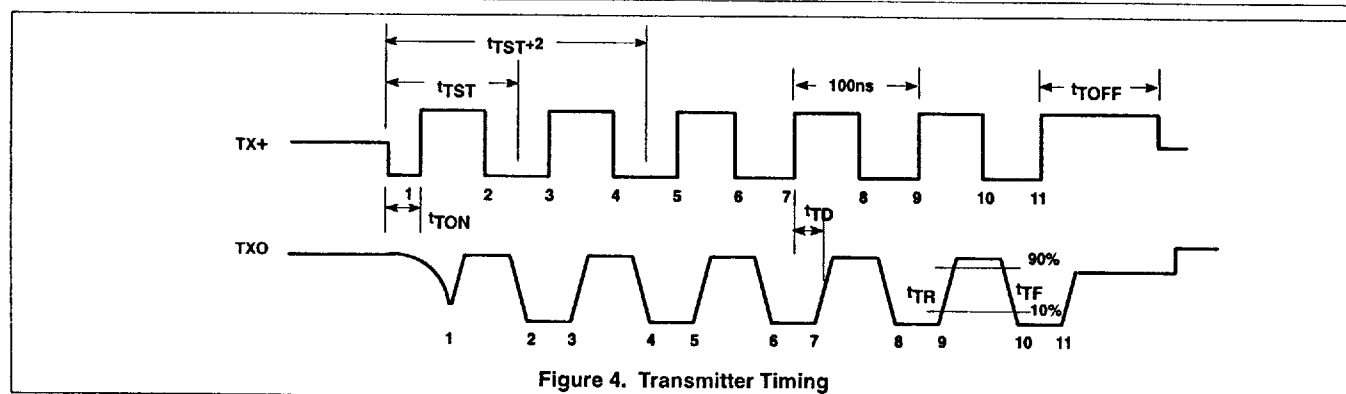 tTST+2
tTST
100ns
tTOFF
TX+
1 2 3 4 5 6 7 8 9 10 11
tTON
tTD
TXO
90%
tTR
tTF
10%
1 2 3 4 5 6 7 8 9 10 11
Figure 4. Transmitter Timing